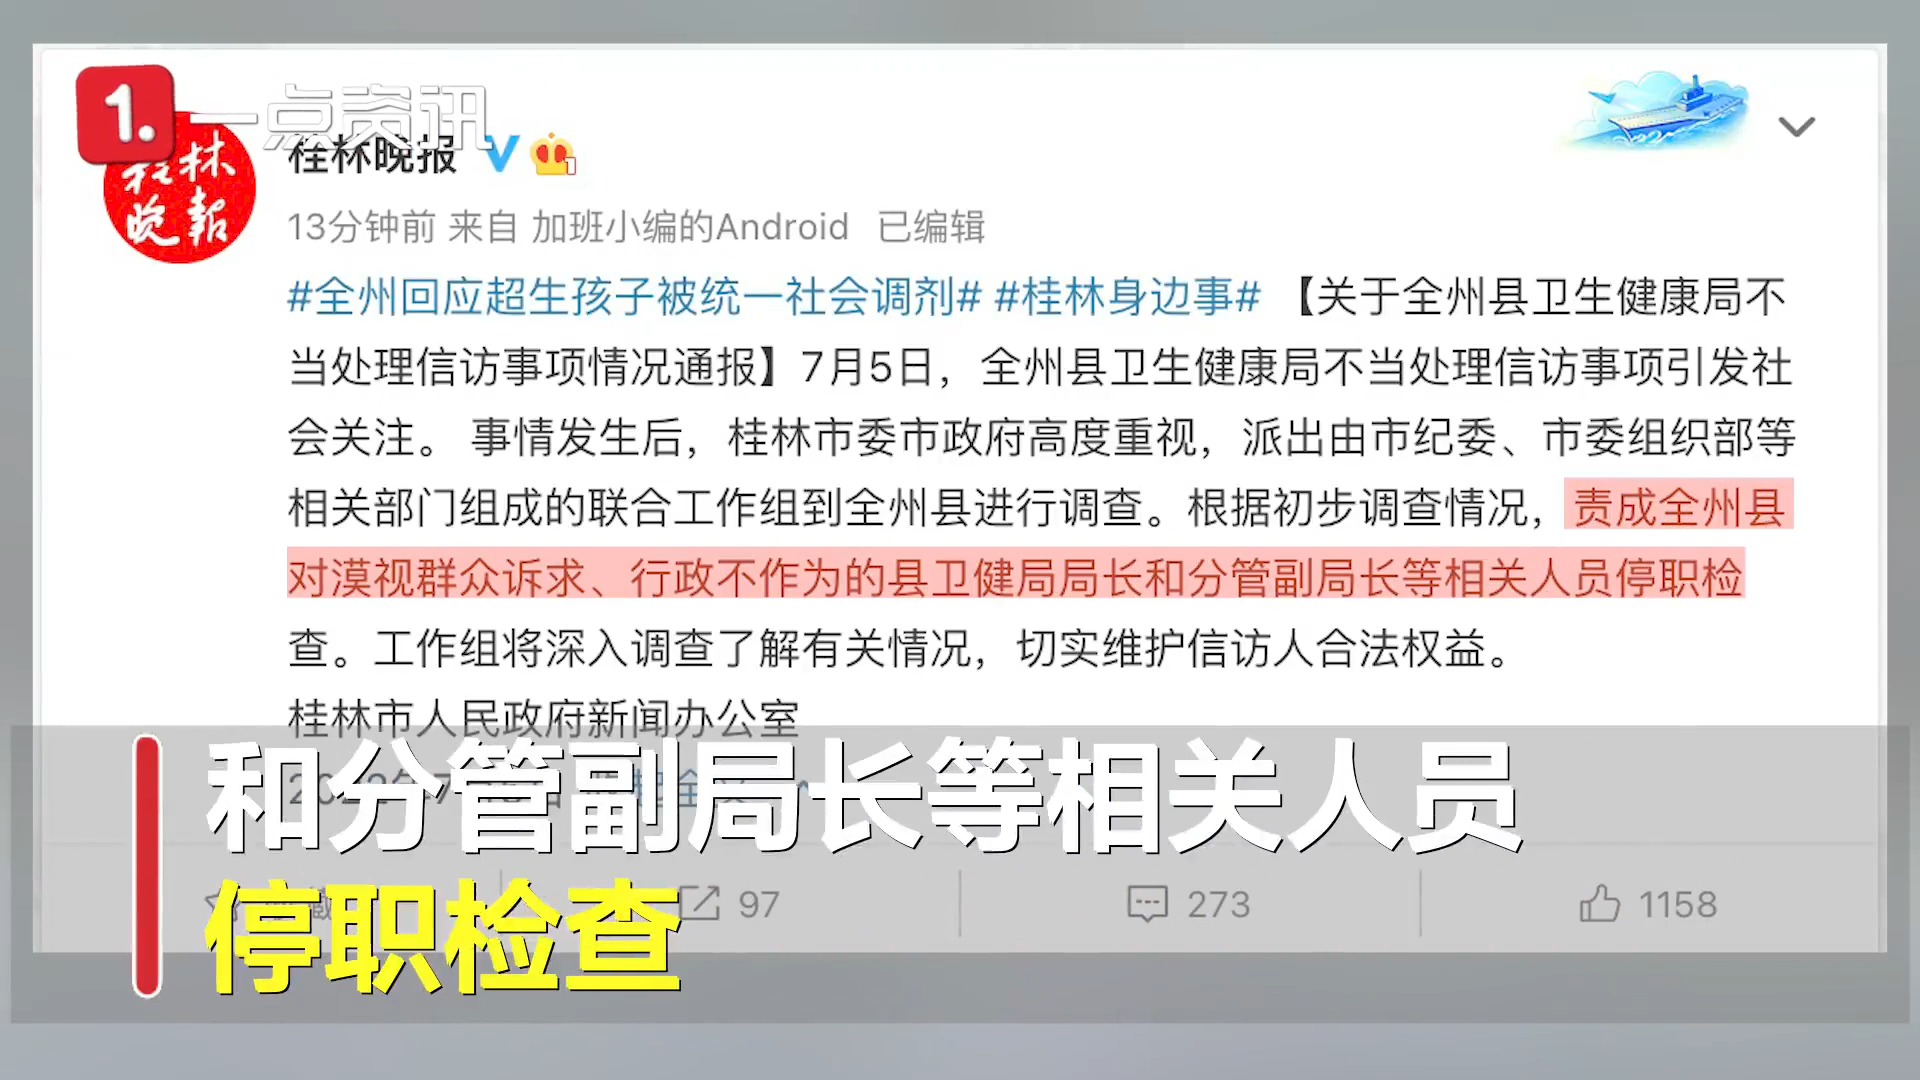 1.
一点资讯
桂林晚报
桂林
晚報
13分钟前 来自 加班小编的Android 已编辑
#全州回应超生孩子被统一社会调剂# #桂林身边事# 【关于全州县卫生健康局不
当处理信访事项情况通报】7月5日，全州县卫生健康局不当处理信访事项引发社
会关注。 事情发生后，桂林市委市政府高度重视，派出由市纪委、市委组织部等
相关部门组成的联合工作组到全州县进行调查。根据初步调查情况，责成全州县
对漠视群众诉求、行政不作为的县卫健局局长和分管副局长等相关人员停职检
查。工作组将深入调查了解有关情况，切实维护信访人合法权益。
桂林市人民政府新闻办公室
和分管副局长等相关人员
停职检查
97
273
1158